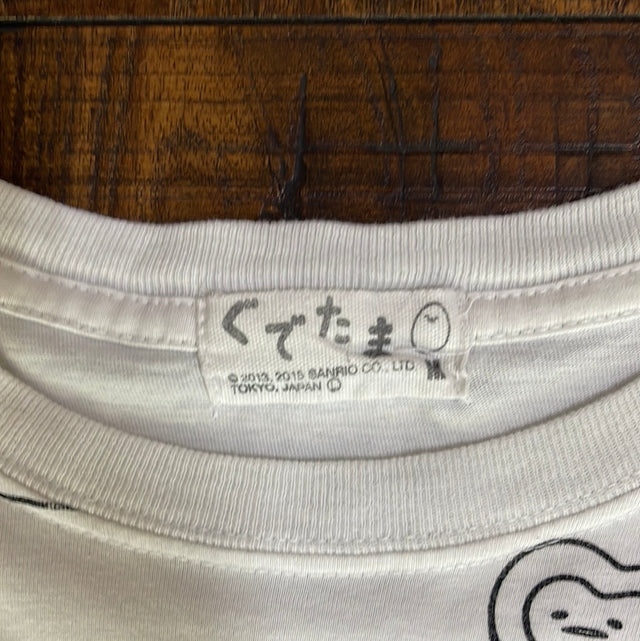 ぐでたま
© 2013, 2015 SANRIO CO., LTD
TOKYO, JAPAN Ⓛ